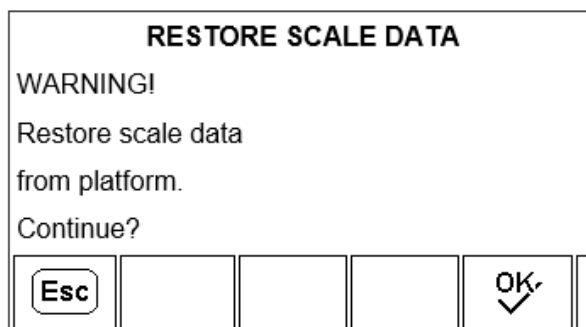 RESTORE SCALE DATA
WARNING!
Restore scale data
from platform.
Continue?
Esc OK